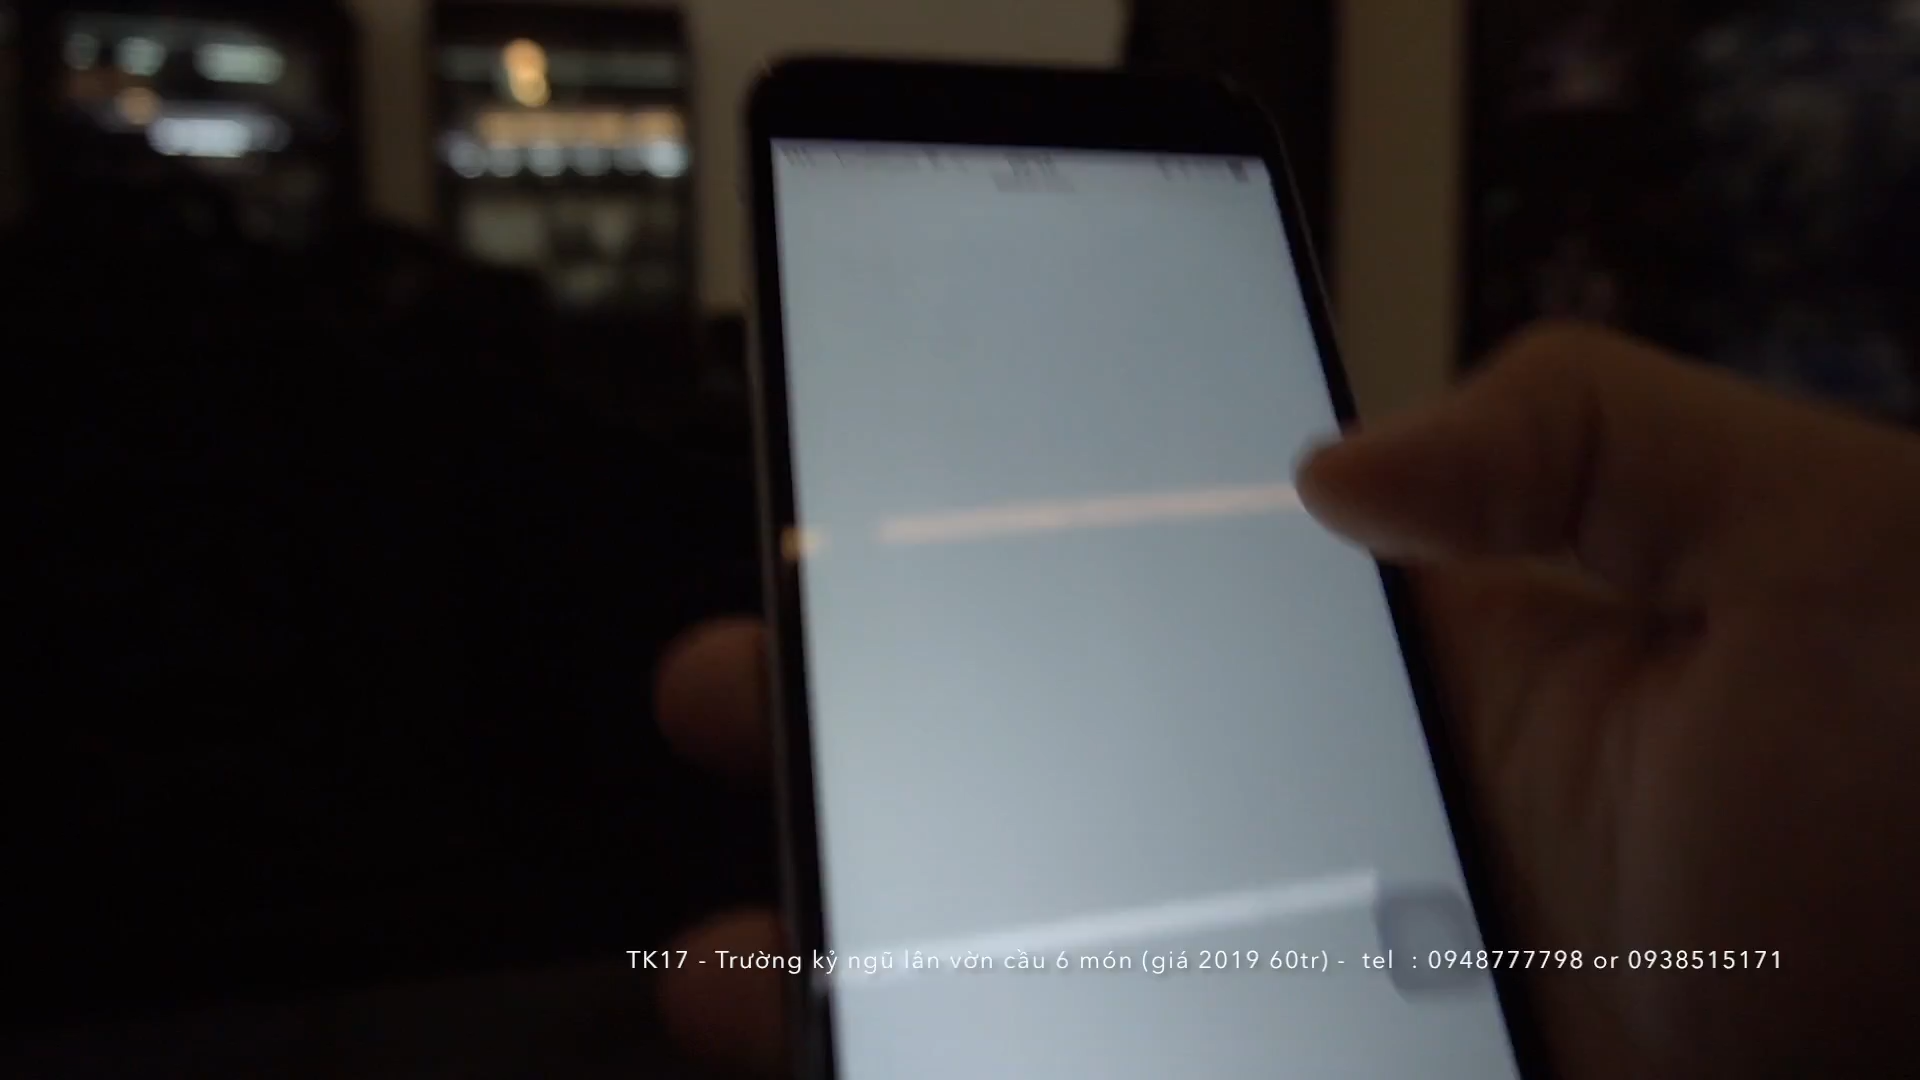 TK17 - Trường kỷ ngũ lân vờn cầu 6 món (giá 2019 60tr) - tel : 0948777798 or 0938515171